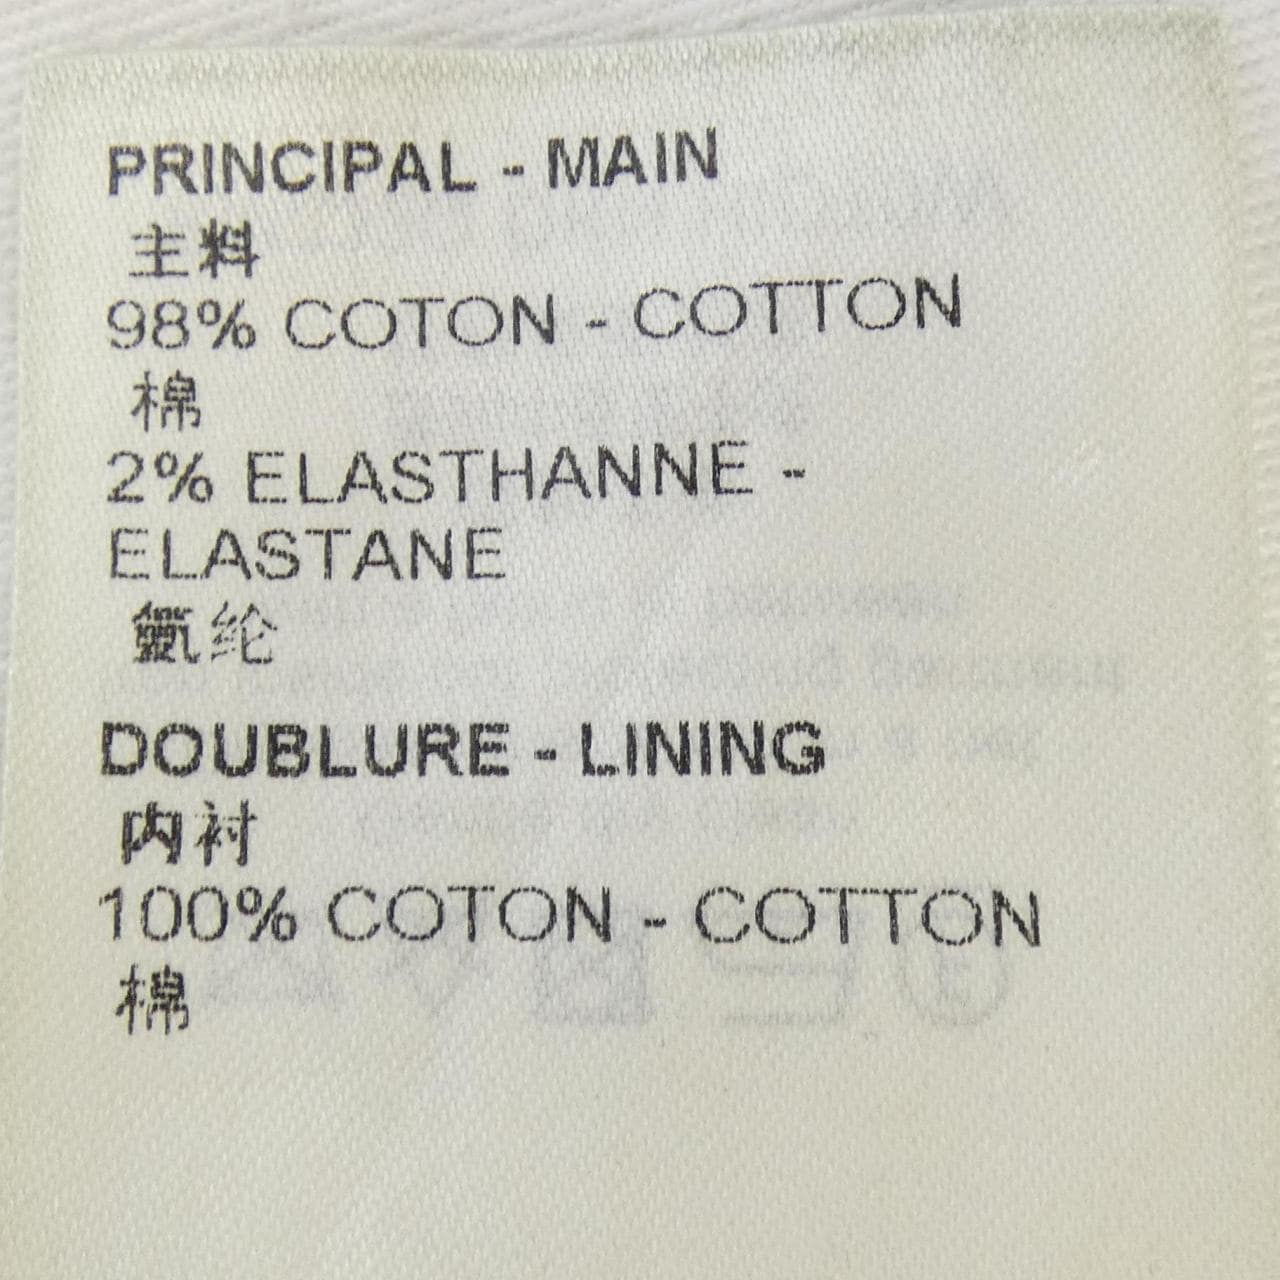 PRINCIPAL - MAIN
主料
98% COTON - COTTON
棉
2% ELASTHANNE -
ELASTANE
氨纶
DOUBLURE - LINING
内衬
100% COTON - COTTON
棉